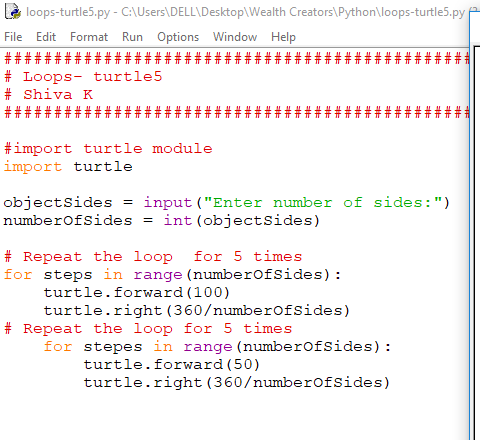 loops-turtle5.py - C:\Users\DELL\Desktop\Wealth Creators\Python\loops-turtle5.py
File Edit Format Run Options Window Help
###############################################
# Loops- turtle5
# Shiva K
###############################################
#import turtle module
import turtle
objectSides = input("Enter number of sides:")
numberOfSides = int(objectSides)
# Repeat the loop  for 5 times
for steps in range(numberOfSides):
    turtle.forward(100)
    turtle.right(360/numberOfSides)
# Repeat the loop for 5 times
    for stepes in range(numberOfSides):
        turtle.forward(50)
        turtle.right(360/numberOfSides)